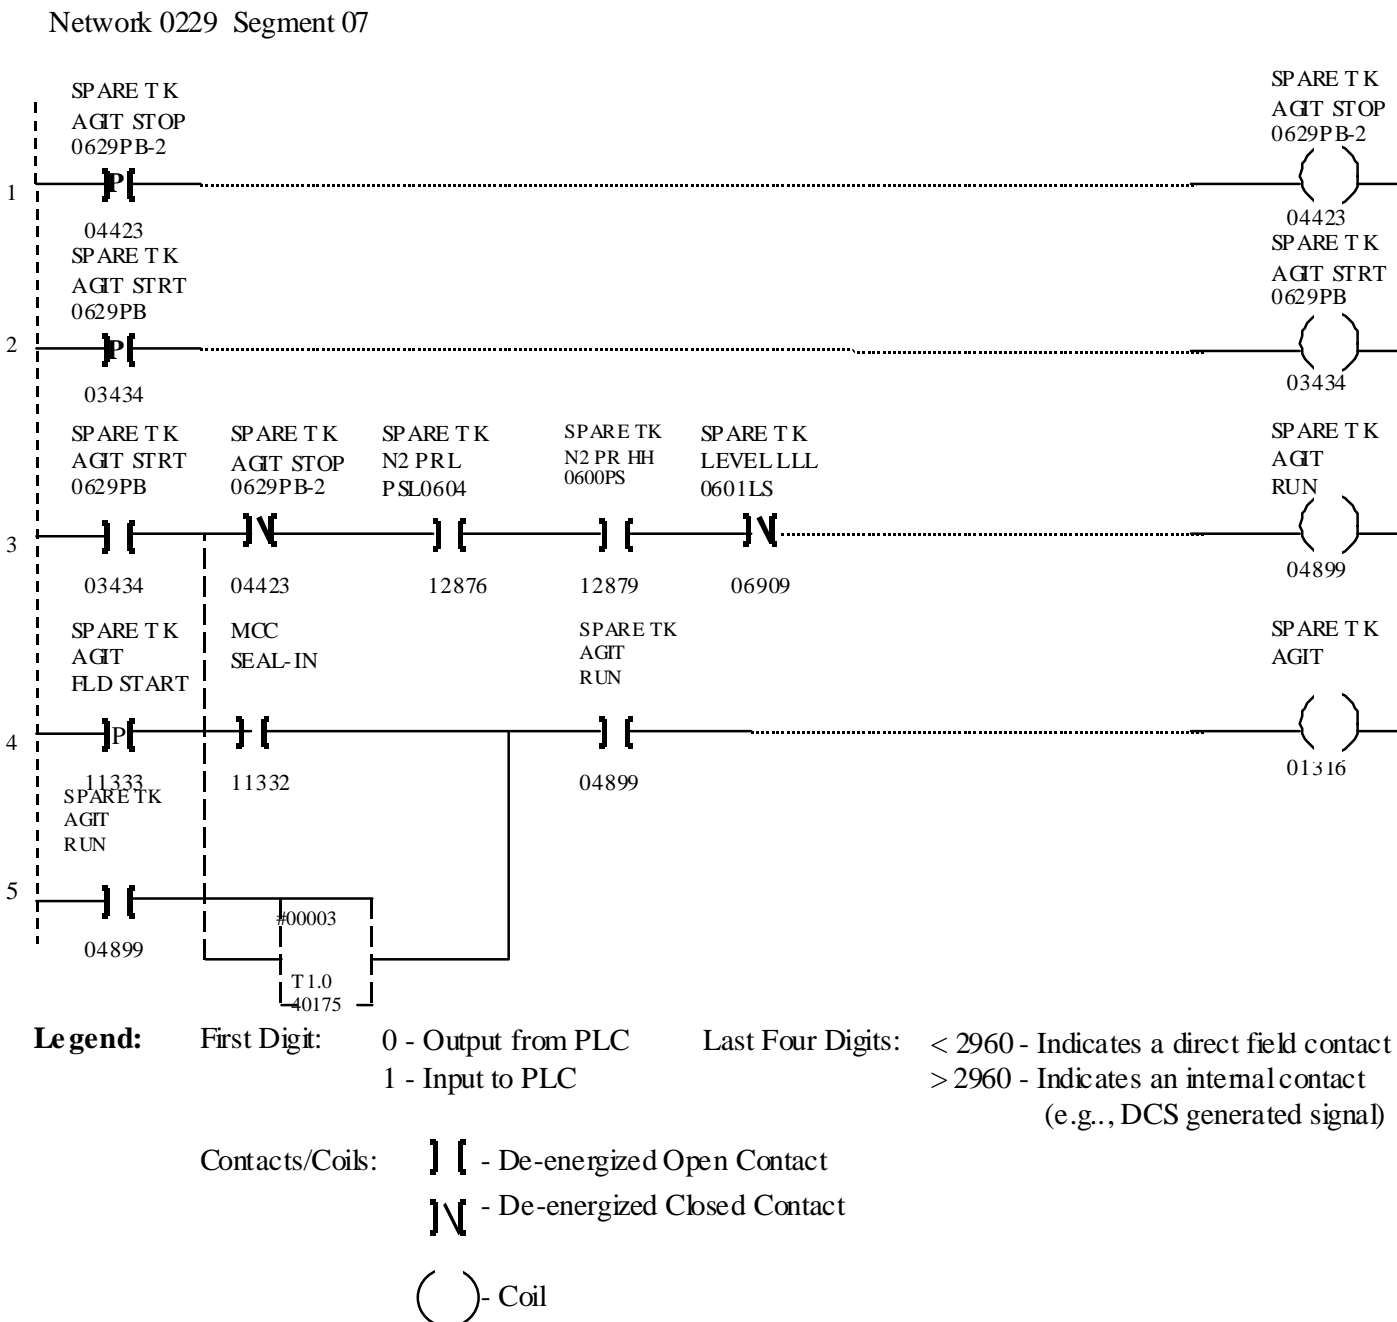 Network 0229 Segment 07
SPARE TK
AGIT STOP
0629PB-2
SPARE TK
AGIT STOP
0629PB-2
1
P
04423
04423
SPARE TK
AGIT STRT
0629PB
SPARE TK
AGIT STRT
0629PB
2
P
03434
03434
SPARE TK
AGIT STRT
0629PB
SPARE TK
AGIT STOP
0629PB-2
SPARE TK
N2 PRL
PSL0604
SPARE TK
N2 PR HH
0600PS
SPARE TK
LEVEL LLL
0601LS
SPARE TK
AGIT
RUN
3
03434
04423
12876
12879
06909
04899
SPARE TK
AGIT
FLD START
MCC
SEAL-IN
SPARE TK
AGIT
RUN
SPARE TK
AGIT
4
P
11333
11332
04899
01316
SPARE TK
AGIT
RUN
5
04899
#00003
T1.0
40175
Legend: First Digit: 0 - Output from PLC Last Four Digits: < 2960 - Indicates a direct field contact
1 - Input to PLC > 2960 - Indicates an internal contact
(e.g.., DCS generated signal)
Contacts/Coils: - De-energized Open Contact
- De-energized Closed Contact
- Coil